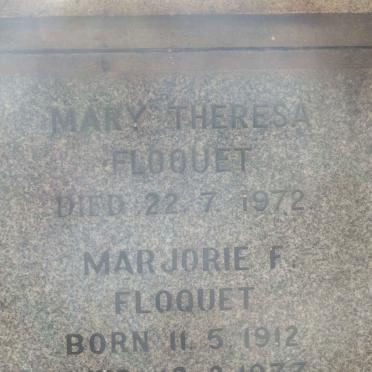 MARY THERESA
FLOQUET
DIED 22. 7. 1972
MARJORIE F.
FLOQUET
BORN 11. 5. 1912